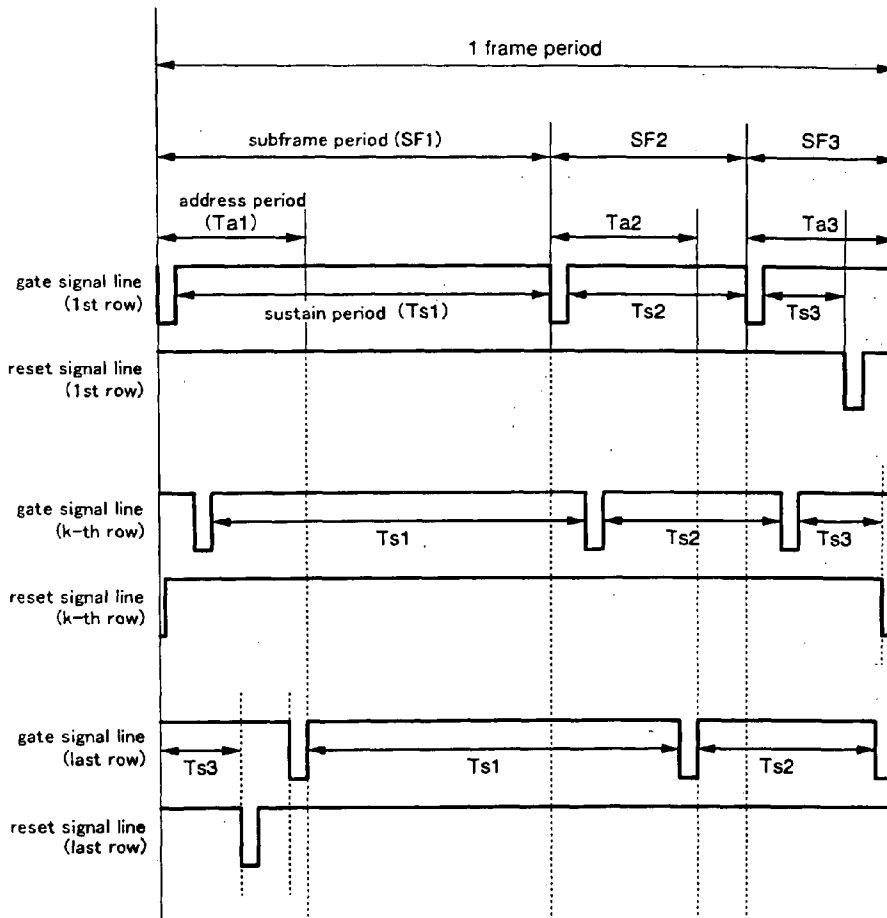 1 frame period
subframe period (SF1)
SF2
SF3
address period
(Ta1)
Ta2
Ta3
gate signal line
(1st row)
sustain period (Ts1)
Ts2
Ts3
reset signal line
(1st row)
gate signal line
(k-th row)
Ts1
Ts2
Ts3
reset signal line
(k-th row)
gate signal line
(last row)
Ts3
Ts1
Ts2
reset signal line
(last row)